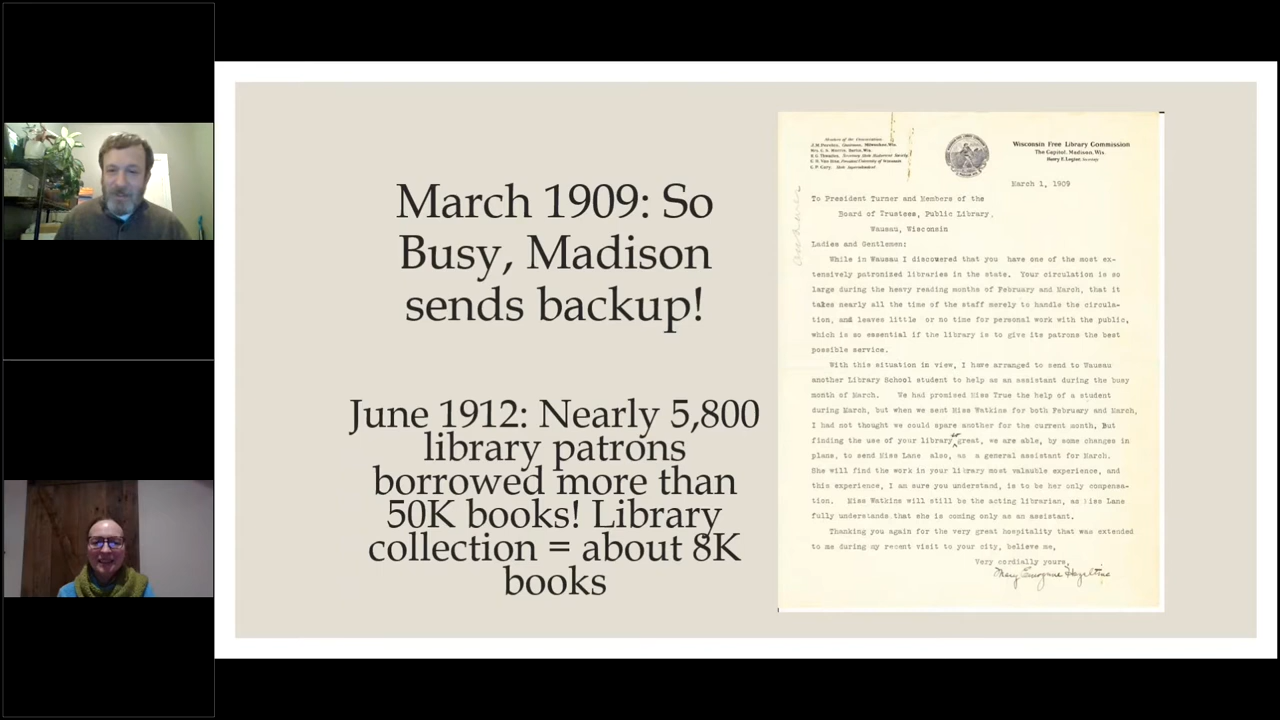 March 1909: So
Busy, Madison
sends backup!
June 1912: Nearly 5,800
library patrons
borrowed more than
50K books! Library
collection = about 8K
books
Members of the Commission
Wisconsin Free Library Commission
The Capitol, Madison, Wis.
Henry E. Legler, Secretary
March 1, 1909
To President Turner and Members of the
Board of Trustees, Public Library,
Wausau, Wisconsin
Ladies and Gentlemen:
While in Wausau I discovered that you have one of the most ex-
tensively patronized libraries in the state. Your circulation is so
large during the heavy reading months of February and March, that it
takes nearly all the time of the staff merely to handle the circula-
tion, and leaves little or no time for personal work with the public,
which is so essential if the library is to give its patrons the best
possible service.
With this situation in view, I have arranged to send to Wausau
another Library School student to help as an assistant during the busy
month of March. We had promised Miss True the help of a student
during March, but when we sent Miss Watkins for both February and March,
I had not thought we could spare another for the current month. But
finding the use of your library so great, we are able, by some changes in
plans, to send Miss Lane also, as a general assistant for March.
She will find the work in your library most valuable experience, and
this experience, I am sure you understand, is to be her only compensa-
tion. Miss Watkins will still be the acting librarian, as Miss Lane
fully understands that she is coming only as an assistant.
Thanking you again for the very great hospitality that was extended
to me during my recent visit to your city, believe me,
Very cordially yours,
Mary Emogene Hazeltine